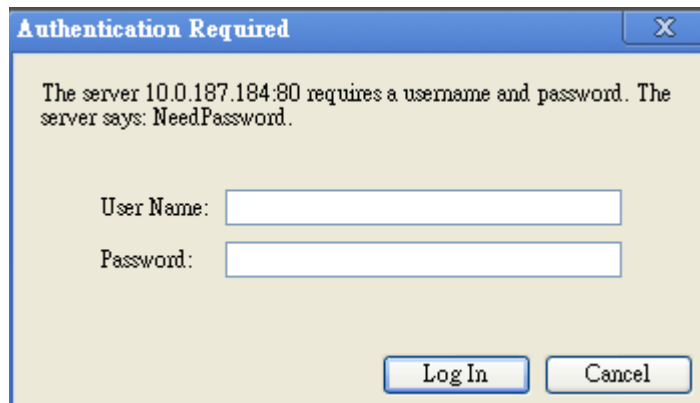 Authentication Required
The server 10.0.187.184:80 requires a username and password. The
server says: NeedPassword.
User Name:
Password:
Log In
Cancel